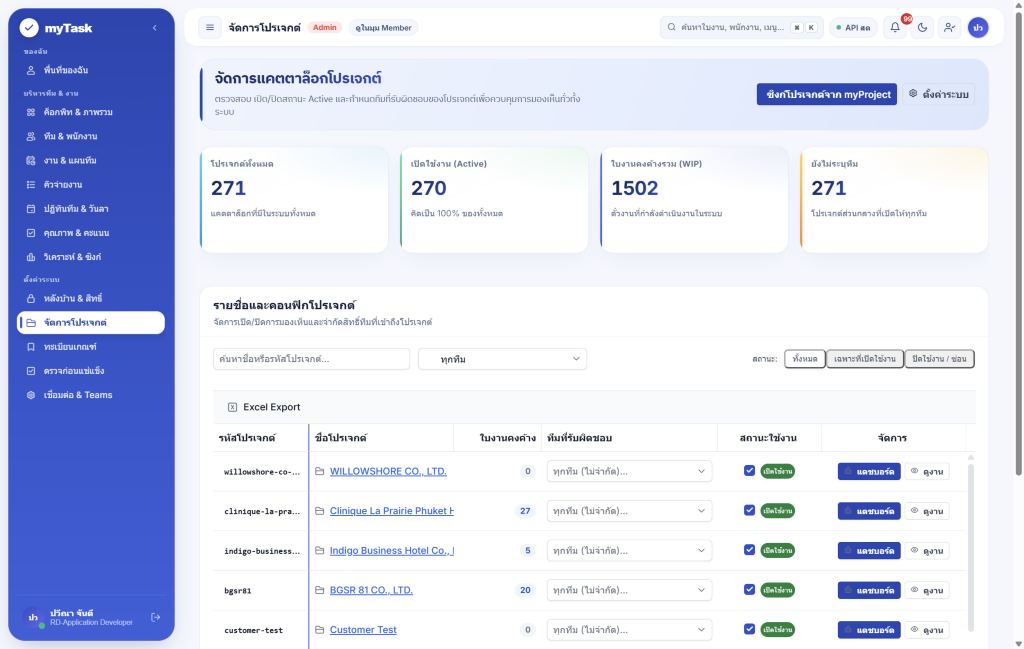 myTask
ของฉัน
พื้นที่ของฉัน
บริหารทีม & งาน
ค็อกพิท & ภาพรวม
ทีม & พนักงาน
งาน & แผนทีม
คิวจ่ายงาน
ปฏิทินทีม & วันลา
คุณภาพ & คะแนน
วิเคราะห์ & ซิงก์
ตั้งค่าระบบ
หลังบ้าน & สิทธิ์
จัดการโปรเจกต์
ทะเบียนเกณฑ์
ตรวจก่อนแช่แข็ง
เชื่อมต่อ & Teams
ปว
ปวีณา จันดี
RD-Application Developer
จัดการโปรเจกต์ Admin ดูในมุม Member
ค้นหาใบงาน, พนักงาน, เมนู... ⌘ K API สด 99 ปว
จัดการแคตตาล็อกโปรเจกต์
ตรวจสอบ เปิด/ปิดสถานะ Active และกำหนดทีมที่รับผิดชอบของโปรเจกต์เพื่อควบคุมการมองเห็นทั่วทั้ง
ระบบ
ซิงก์โปรเจกต์จาก myProject ตั้งค่าระบบ
โปรเจกต์ทั้งหมด
271
แคตตาล็อกที่มีในระบบทั้งหมด
เปิดใช้งาน (Active)
270
คิดเป็น 100% ของทั้งหมด
ใบงานคงค้างรวม (WIP)
1502
ตั๋วงานที่กำลังดำเนินงานในระบบ
ยังไม่ระบุทีม
271
โปรเจกต์ส่วนกลางที่เปิดให้ทุกทีม
รายชื่อและคอนฟิกโปรเจกต์
จัดการเปิด/ปิดการมองเห็นและจำกัดสิทธิ์ทีมที่เข้าถึงโปรเจกต์
ค้นหาชื่อหรือรหัสโปรเจกต์... ทุกทีม สถานะ: ทั้งหมด เฉพาะที่เปิดใช้งาน ปิดใช้งาน / ซ่อน
Excel Export
รหัสโปรเจกต์ ชื่อโปรเจกต์ ใบงานคงค้าง ทีมที่รับผิดชอบ สถานะใช้งาน จัดการ
willowshore-co-... WILLOWSHORE CO., LTD. 0 ทุกทีม (ไม่จำกัด)... เปิดใช้งาน แดชบอร์ด ดูงาน
clinique-la-pra... Clinique La Prairie Phuket H 27 ทุกทีม (ไม่จำกัด)... เปิดใช้งาน แดชบอร์ด ดูงาน
indigo-business... Indigo Business Hotel Co., 5 ทุกทีม (ไม่จำกัด)... เปิดใช้งาน แดชบอร์ด ดูงาน
bgsr81 BGSR 81 CO., LTD. 20 ทุกทีม (ไม่จำกัด)... เปิดใช้งาน แดชบอร์ด ดูงาน
customer-test Customer Test 0 ทุกทีม (ไม่จำกัด)... เปิดใช้งาน แดชบอร์ด ดูงาน